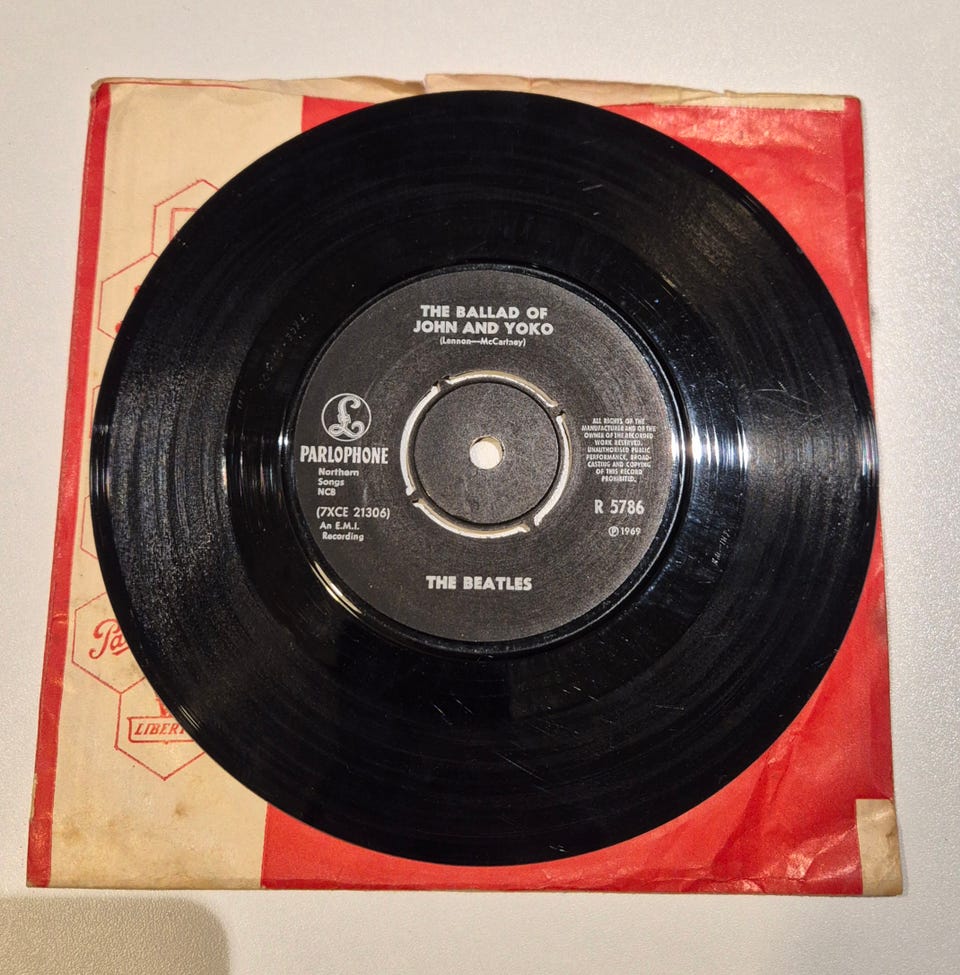 THE BALLAD OF
JOHN AND YOKO
(Lennon—McCartney)
£
PARLOPHONE
Northern
Songs
NCB
(7XCE 21306)
An E.M.I.
Recording
ALL RIGHTS OF THE
MANUFACTURER AND OF THE
OWNER OF THE RECORDED
WORK RESERVED.
UNAUTHORISED PUBLIC
PERFORMANCE, BROAD-
CASTING AND COPYING
OF THIS RECORD
PROHIBITED.
R 5786
℗ 1969
THE BEATLES